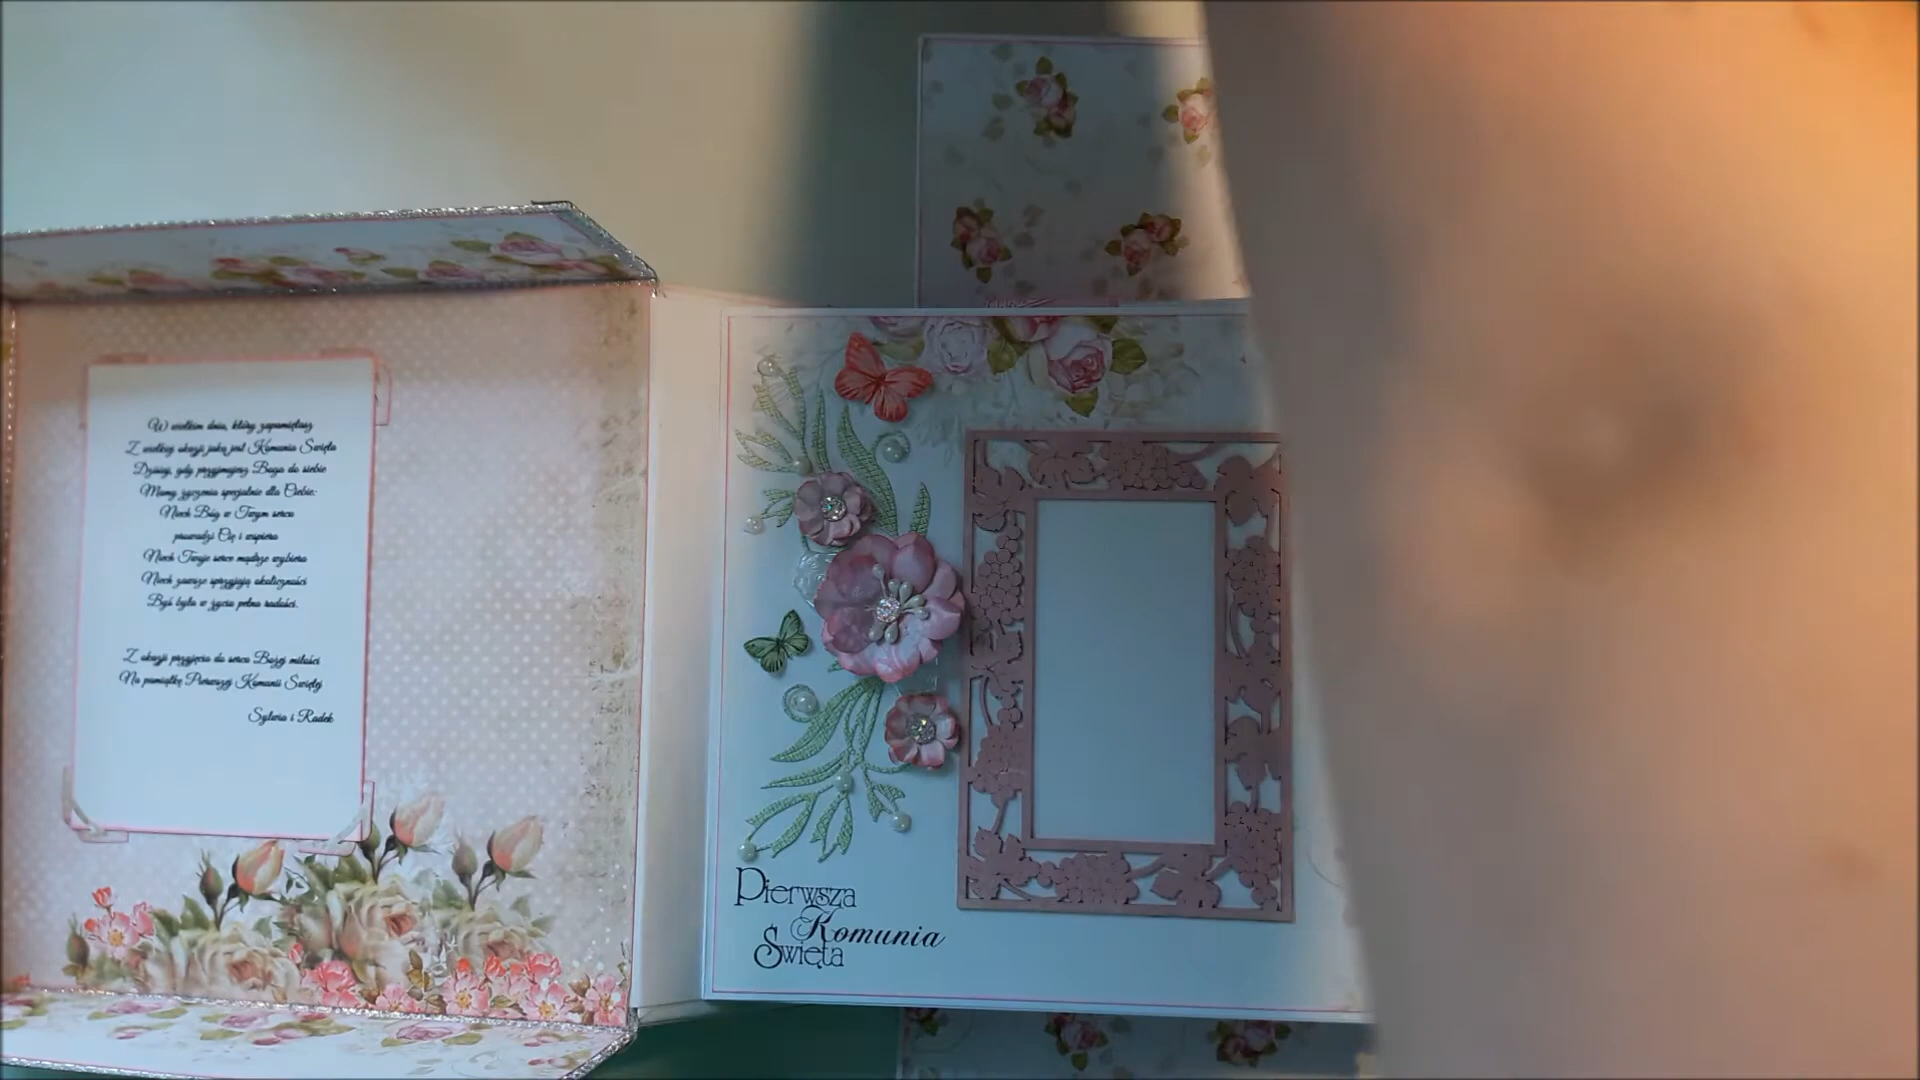 W wielkim dniu, który zapamiętasz
Z wielkiej okazji jaką jest Komunia Święta
Dzisiaj, gdy przyjmujesz Boga do siebie
Mamy życzenia specjalnie dla Ciebie:
Niech Bóg w Twym sercu
prowadzi Cię i wspiera
Niech Twoje serce mądrze wybiera
Niech zawsze sprzyjają okoliczności
Byś była w życiu pełna radości.
Z okazji przyjęcia do serca Bożej miłości
Na pamiątkę Pierwszej Komunii Świętej
Sylwia i Radek
Pierwsza
Komunia
Święta